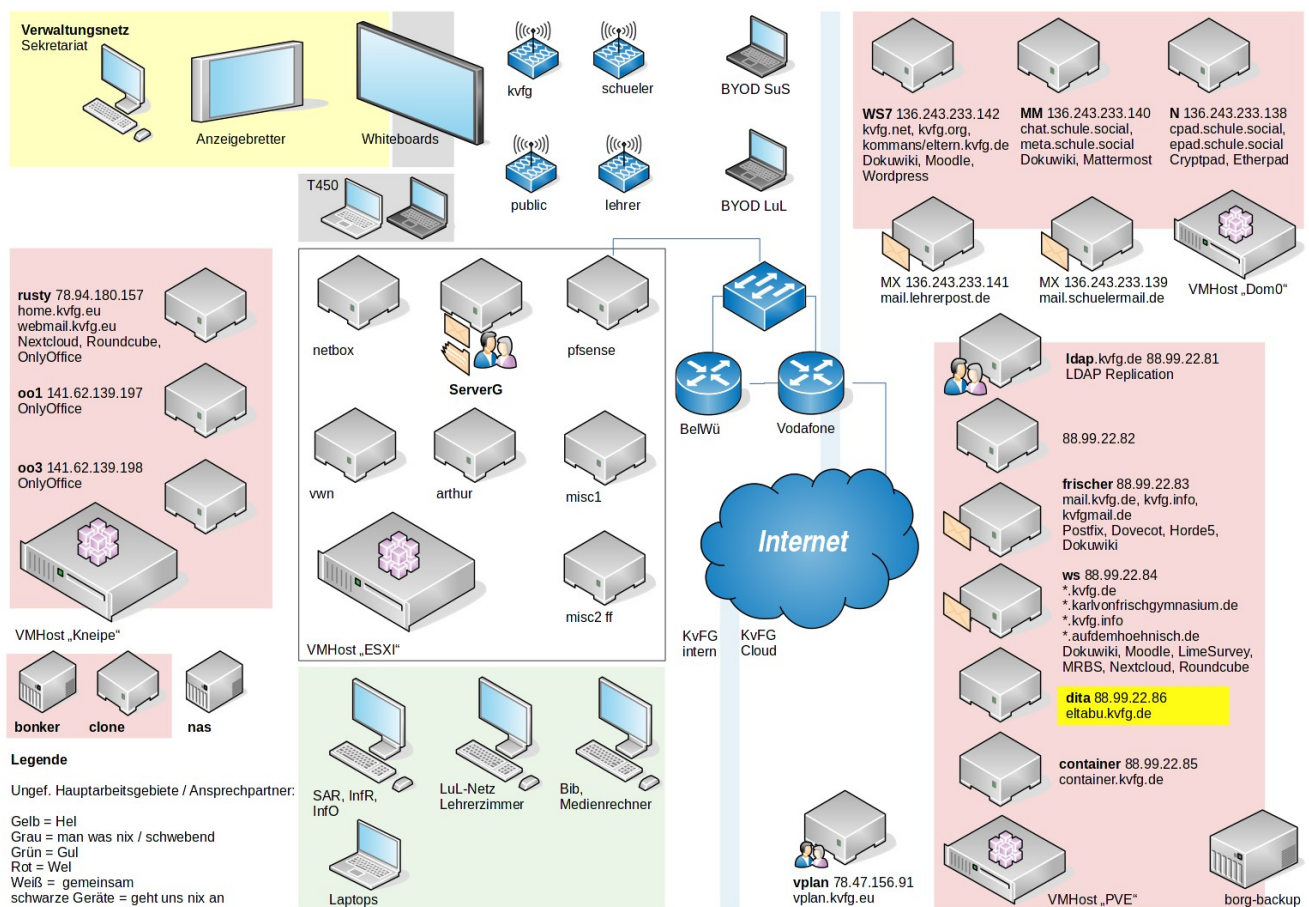 Verwaltungsnetz
Sekretariat
Anzeigebretter
Whiteboards
kvfg
schueler
public
lehrer
BYOD SuS
BYOD LuL
T450
WS7 136.243.233.142
kvfg.net, kvfg.org,
kommans/eltern.kvfg.de
Dokuwiki, Moodle,
Wordpress
MM 136.243.233.140
chat.schule.social,
meta.schule.social
Dokuwiki, Mattermost
N 136.243.233.138
cpad.schule.social,
epad.schule.social
Cryptpad, Etherpad
MX 136.243.233.141
mail.lehrerpost.de
MX 136.243.233.139
mail.schuelermail.de
VMHost „Dom0“
rusty 78.94.180.157
home.kvfg.eu
webmail.kvfg.eu
Nextcloud, Roundcube,
OnlyOffice
oo1 141.62.139.197
OnlyOffice
oo3 141.62.139.198
OnlyOffice
VMHost „Kneipe“
netbox
ServerG
pfsense
vwn
arthur
misc1
misc2 ff
VMHost „ESXI“
BelWü
Vodafone
Internet
KvFG
intern
KvFG
Cloud
ldap.kvfg.de 88.99.22.81
LDAP Replication
88.99.22.82
frischer 88.99.22.83
mail.kvfg.de, kvfg.info,
kvfgmail.de
Postfix, Dovecot, Horde5,
Dokuwiki
ws 88.99.22.84
*.kvfg.de
*.karlvonfrischgymnasium.de
*.kvfg.info
*.aufdemhoehnisch.de
Dokuwiki, Moodle, LimeSurvey,
MRBS, Nextcloud, Roundcube
dita 88.99.22.86
eltabu.kvfg.de
container 88.99.22.85
container.kvfg.de
VMHost „PVE“
borg-backup
vplan 78.47.156.91
vplan.kvfg.eu
bonker
clone
nas
SAR, InfR,
InfO
LuL-Netz
Lehrerzimmer
Bib,
Medienrechner
Laptops
Legende
Ungef. Hauptarbeitsgebiete / Ansprechpartner:
Gelb = Hel
Grau = man was nix / schwebend
Grün = Gul
Rot = Wel
Weiß =  gemeinsam
schwarze Geräte = geht uns nix an